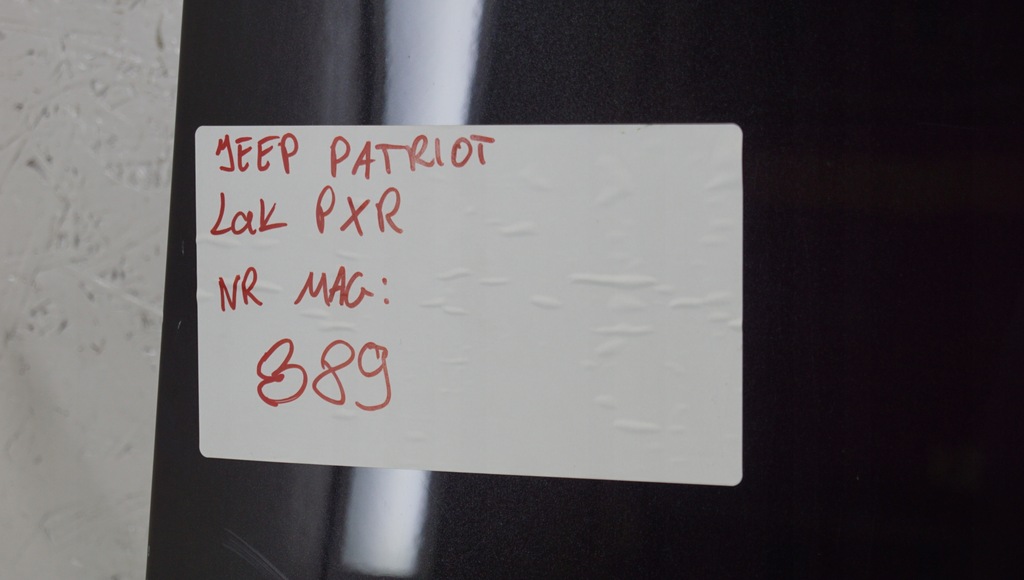 JEEP PATRIOT
Lak PXR
NR MAG:
889